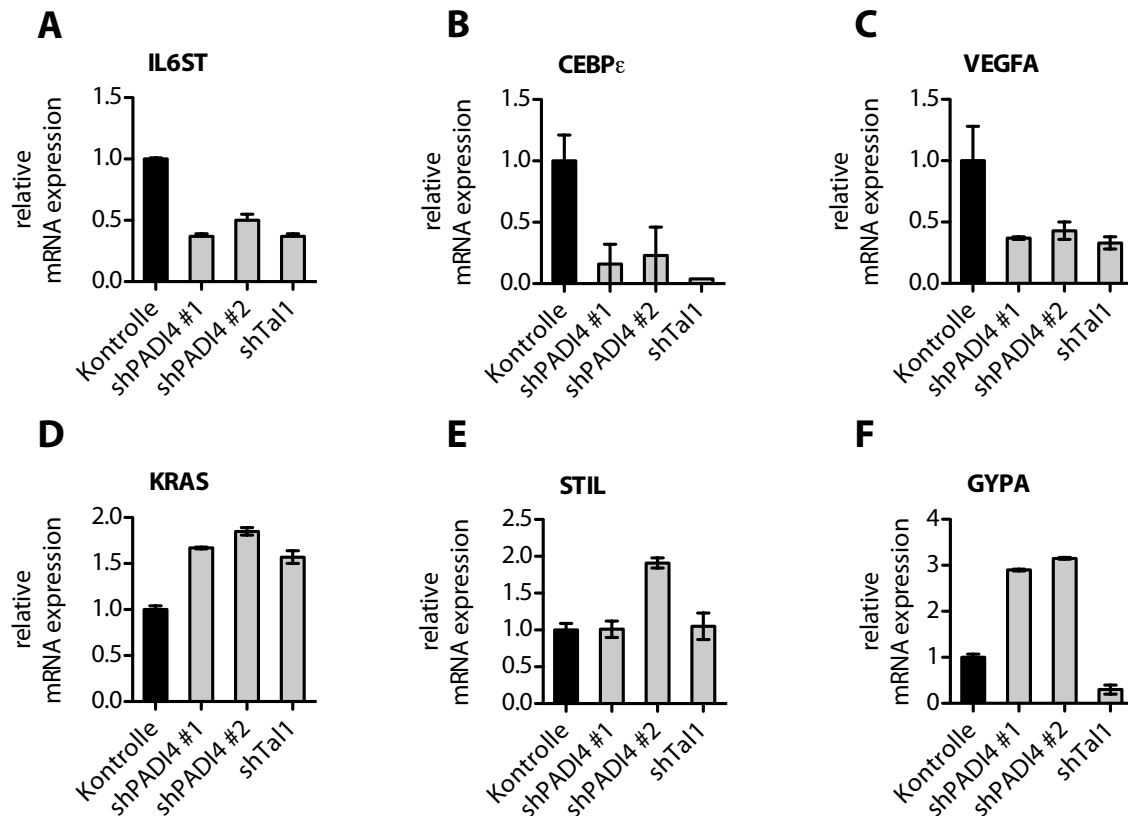 A
IL6ST
relative
mRNA expression
1.5
1.0
0.5
0.0
Kontrolle
shPADI4 #1
shPADI4 #2
shTal1
B
CEBPε
relative
mRNA expression
1.5
1.0
0.5
0.0
Kontrolle
shPADI4 #1
shPADI4 #2
shTal1
C
VEGFA
relative
mRNA expression
1.5
1.0
0.5
0.0
Kontrolle
shPADI4 #1
shPADI4 #2
shTal1
D
KRAS
relative
mRNA expression
2.0
1.5
1.0
0.5
0.0
Kontrolle
shPADI4 #1
shPADI4 #2
shTal1
E
STIL
relative
mRNA expression
2.5
2.0
1.5
1.0
0.5
0.0
Kontrolle
shPADI4 #1
shPADI4 #2
shTal1
F
GYPA
relative
mRNA expression
4
3
2
1
0
Kontrolle
shPADI4 #1
shPADI4 #2
shTal1